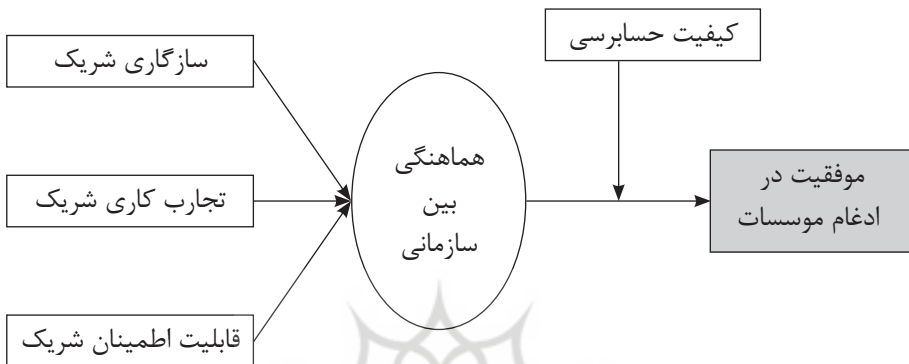 کیفیت حسابرسی
سازگاری شریک
هماهنگی
بین
سازمانی
موفقیت در
ادغام موسسات
تجارب کاری شریک
قابلیت اطمینان شریک